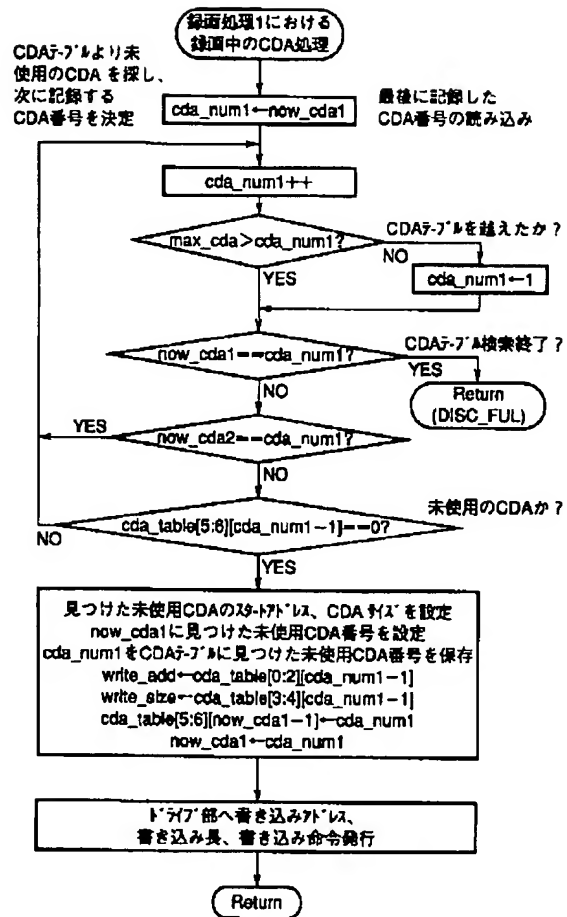 録画処理1における
録画中のCDA処理
CDAﾃｰﾌﾞﾙより未
使用のCDA を探し、
次に記録する
CDA番号を決定
cda_num1←now_cda1
最後に記録した
CDA番号の読み込み
cda_num1++
max_cda>cda_num1?
CDAﾃｰﾌﾞﾙを越えたか？
NO
YES
cda_num1←1
now_cda1==cda_num1?
CDAﾃｰﾌﾞﾙ検索終了？
YES
NO
Return
(DISC_FUL)
YES
now_cda2==cda_num1?
NO
未使用のCDAか？
cda_table[5:6][cda_num1−1]==0?
NO
YES
見つけた未使用CDAのｽﾀｰﾄｱﾄﾞﾚｽ、CDA ｻｲｽﾞを設定
now_cda1に見つけた未使用CDA番号を設定
cda_num1をCDAﾃｰﾌﾞﾙに見つけた未使用CDA番号を保存
write_add←cda_table[0:2][cda_num1−1]
write_size←cda_table[3:4][cda_num1−1]
cda_table[5:6][now_cda1−1]←cda_num1
now_cda1←cda_num1
ﾄﾞﾗｲﾌﾞ部へ書き込みｱﾄﾞﾚｽ、
書き込み長、書き込み命令発行
Return